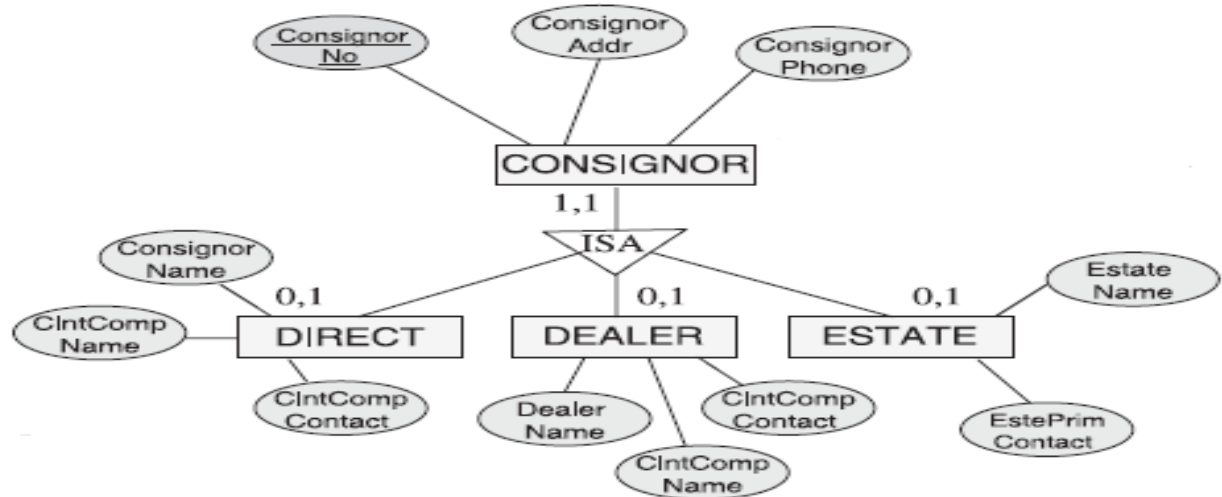 Consignor
No
Consignor
Addr
Consignor
Phone
CONSIGNOR
1,1
ISA
Consignor
Name
0,1
0,1
0,1
Estate
Name
ClntComp
Name
DIRECT
DEALER
ESTATE
ClntComp
Contact
Dealer
Name
ClntComp
Contact
EstePrim
Contact
ClntComp
Name